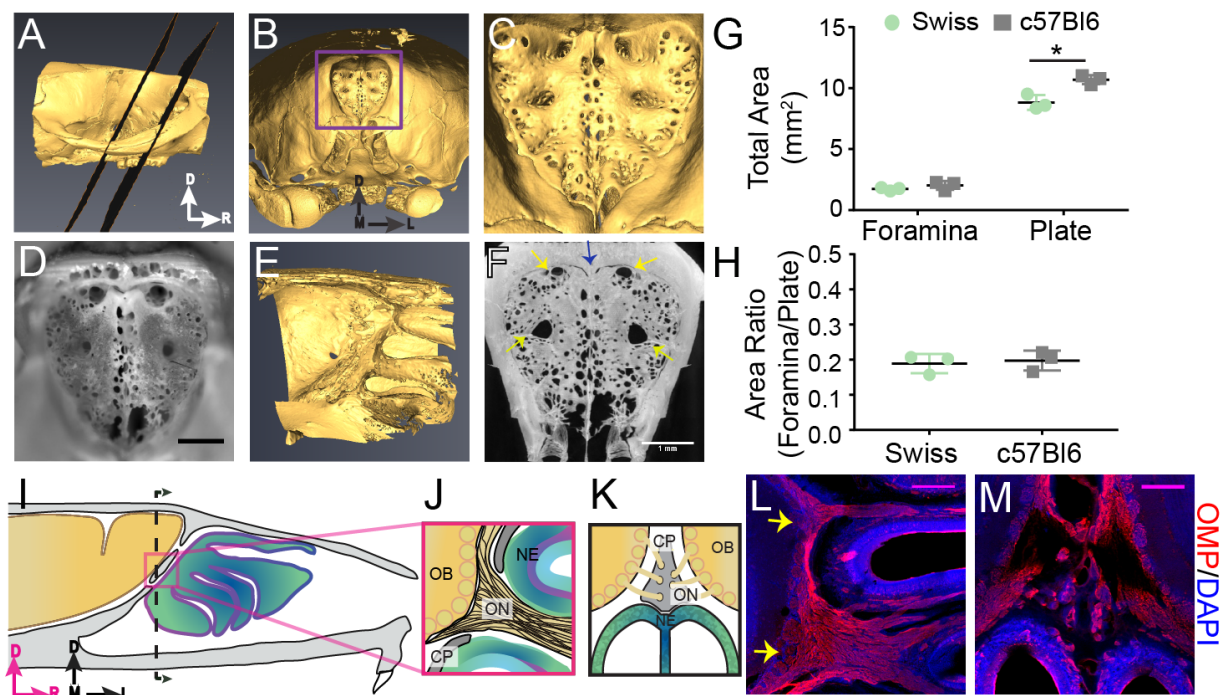 A
D
R
B
D
M
L
C
D
E
F
1 mm
G
Swiss
c57Bl6
*
Total Area
(mm²)
15
10
5
0
Foramina
Plate
H
Area Ratio
(Foramina/Plate)
0.5
0.4
0.3
0.2
0.1
0.0
Swiss
c57Bl6
I
D
R
D
M
L
J
OB
NE
ON
CP
K
CP
OB
ON
NE
L
M
OMP/DAPI